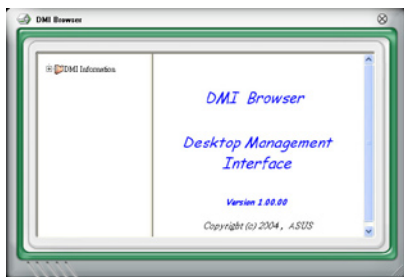 DMI Browser
DMI Information
DMI Browser
Desktop Management
Interface
Version 1.00.00
Copyright (c) 2004, ASUS